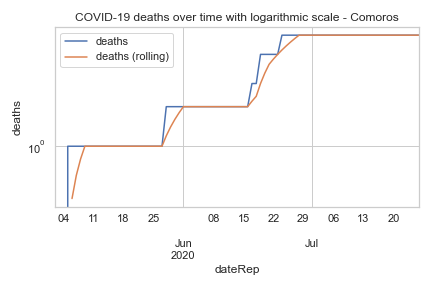 COVID-19 deaths over time with logarithmic scale - Comoros
deaths
deaths (rolling)
deaths
10⁰
04 11 18 25 08 15 22 29 06 13 20
Jun Jul
2020
dateRep